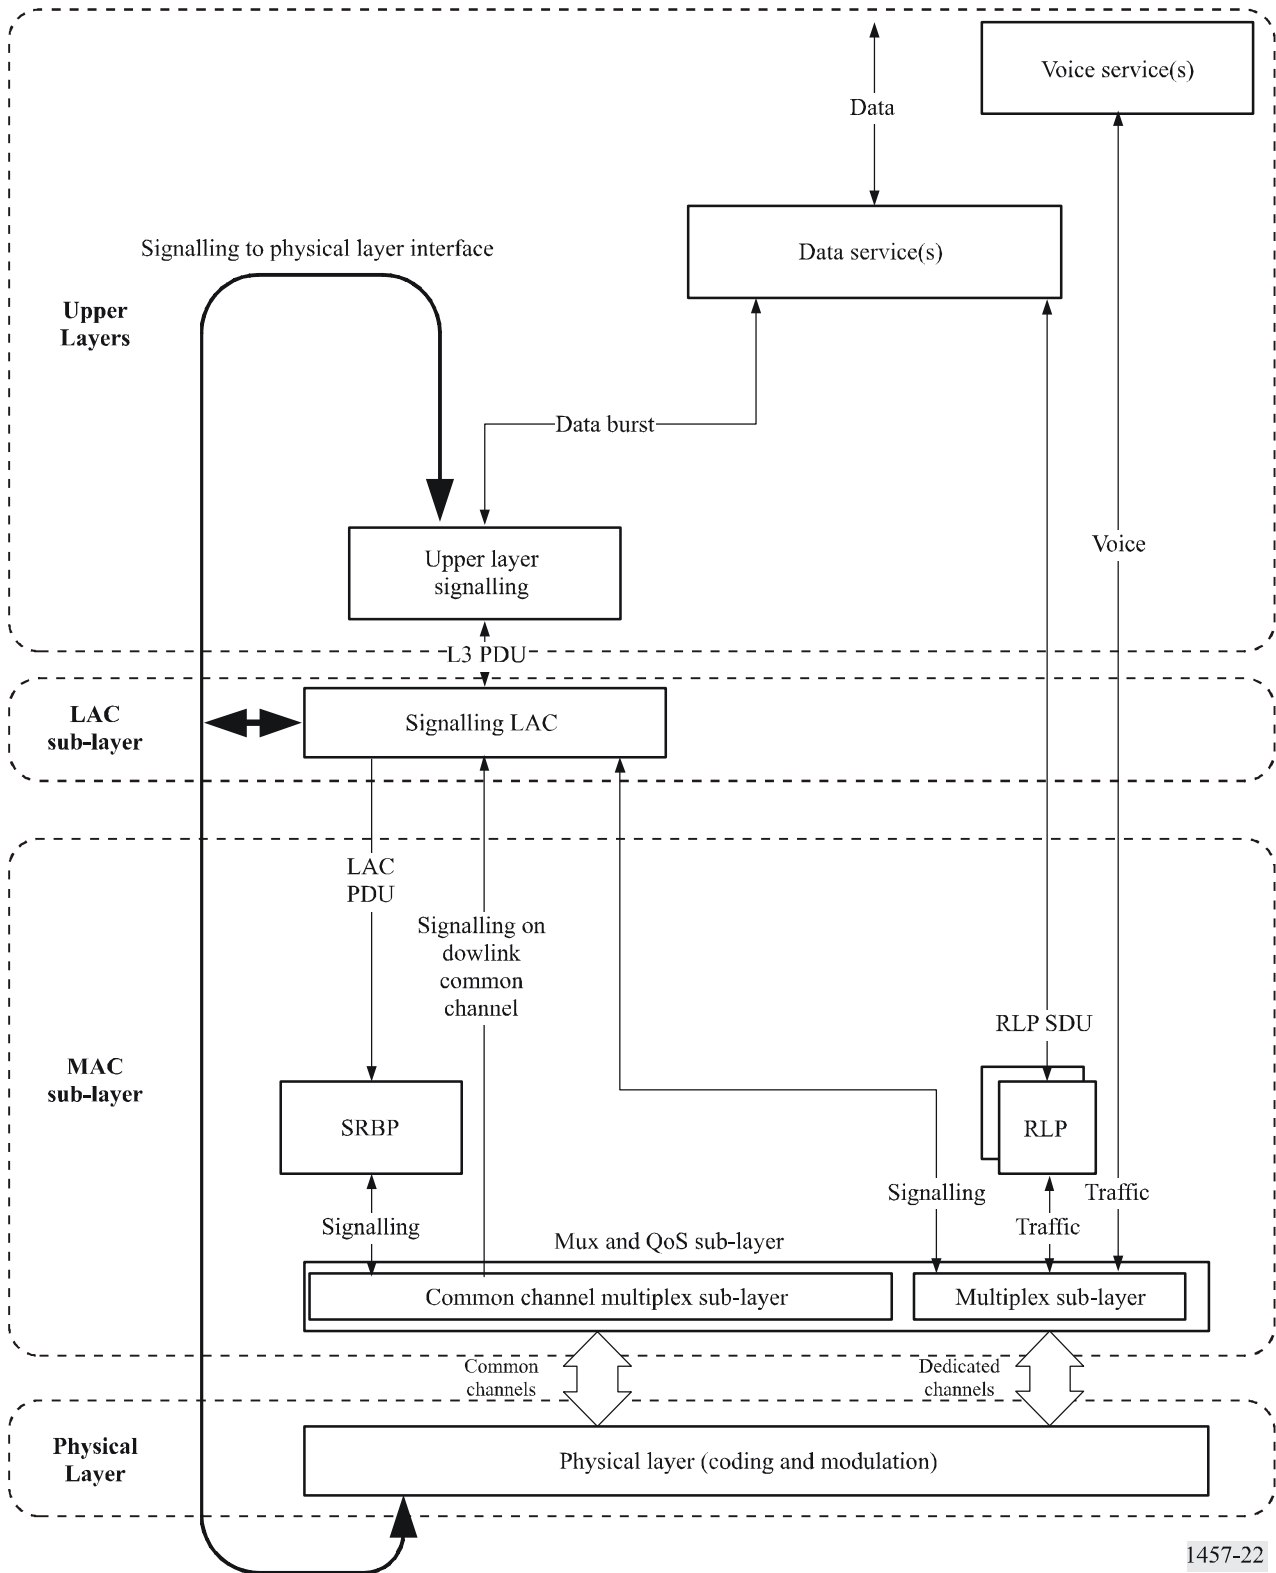 Voice service(s)
Data
Data service(s)
Signalling to physical layer interface
Upper
Layers
Data burst
Voice
Upper layer
signalling
L3 PDU
LAC
sub-layer
Signalling LAC
LAC
PDU
Signalling on
dowlink
common
channel
RLP SDU
MAC
sub-layer
SRBP
RLP
Signalling
Traffic
Signalling
Traffic
Mux and QoS sub-layer
Common channel multiplex sub-layer
Multiplex sub-layer
Common
channels
Dedicated
channels
Physical
Layer
Physical layer (coding and modulation)
1457-22